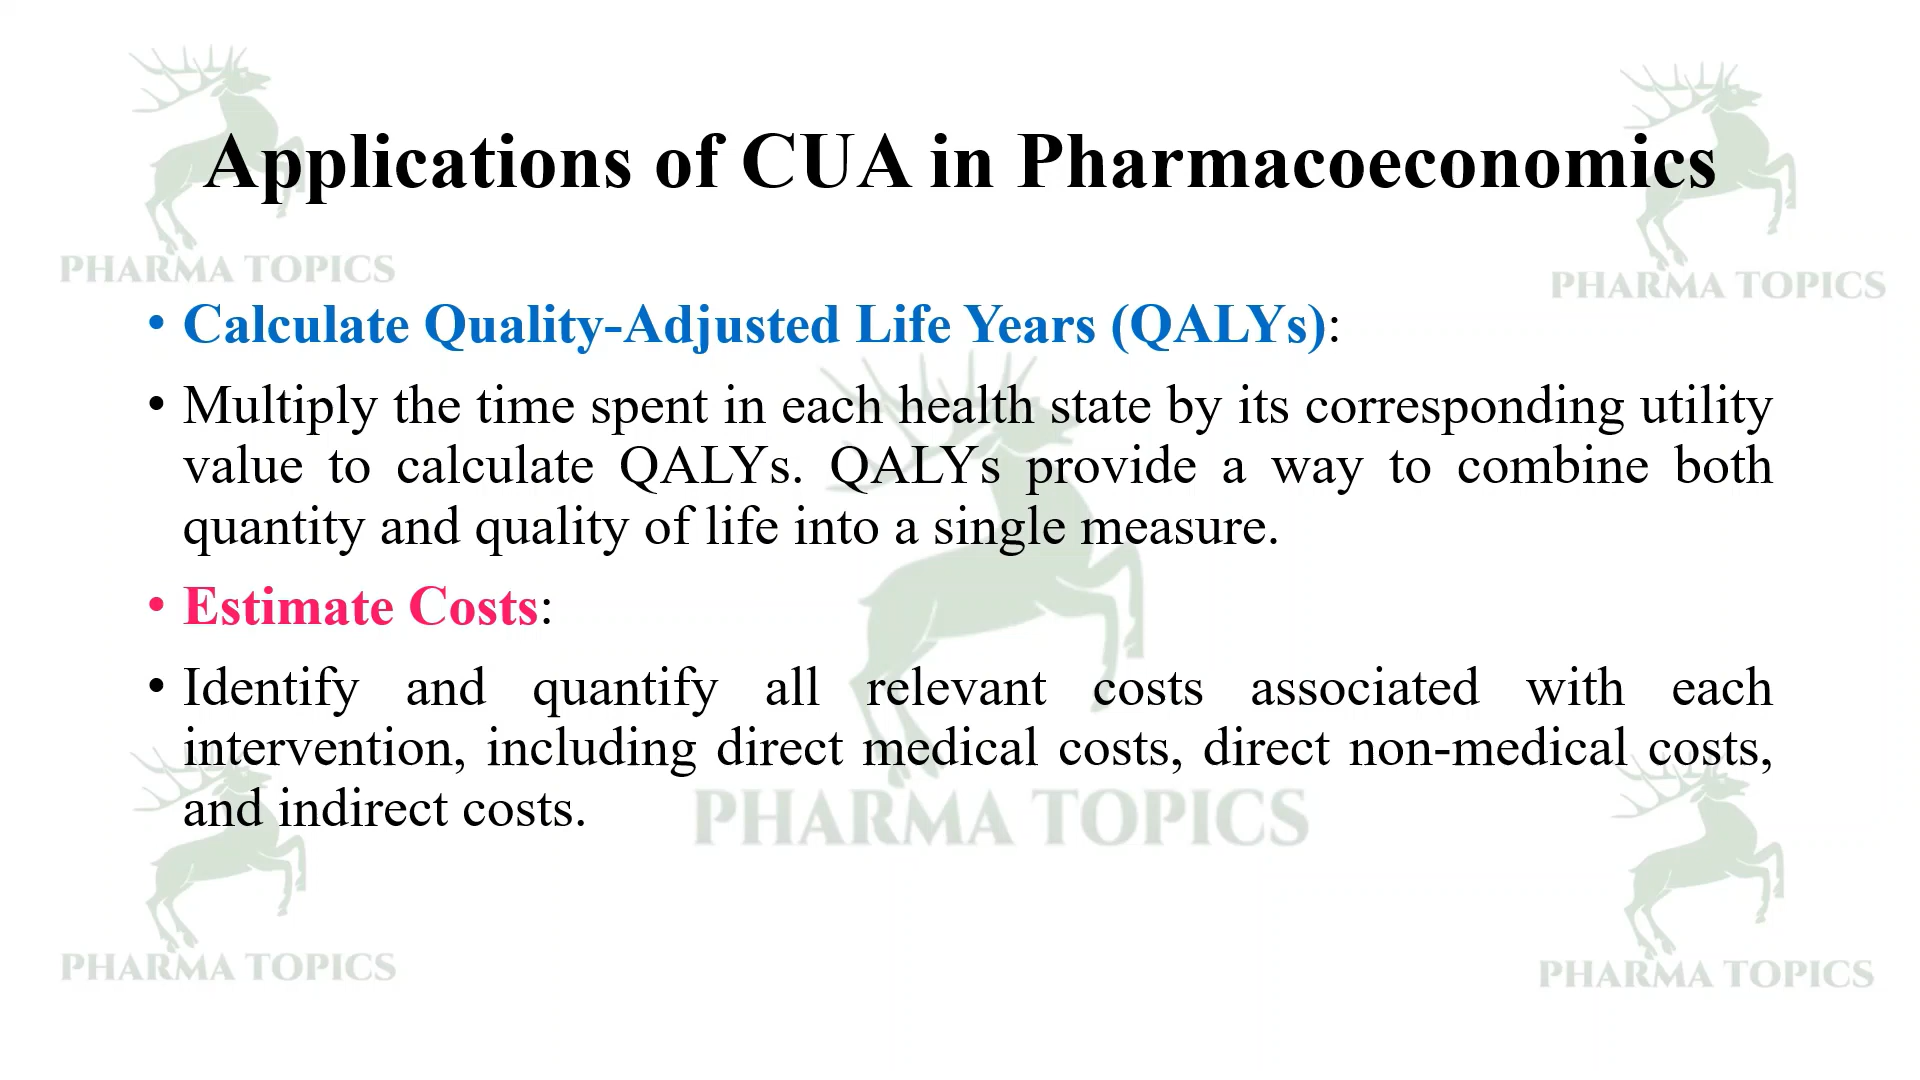 Applications of CUA in Pharmacoeconomics
PHARMA TOPICS
PHARMA TOPICS
• Calculate Quality-Adjusted Life Years (QALYs):
• Multiply the time spent in each health state by its corresponding utility
value to calculate QALYs. QALYs provide a way to combine both
quantity and quality of life into a single measure.
• Estimate Costs:
• Identify and quantify all relevant costs associated with each
intervention, including direct medical costs, direct non-medical costs,
and indirect costs.
PHARMA TOPICS
PHARMA TOPICS
PHARMA TOPICS